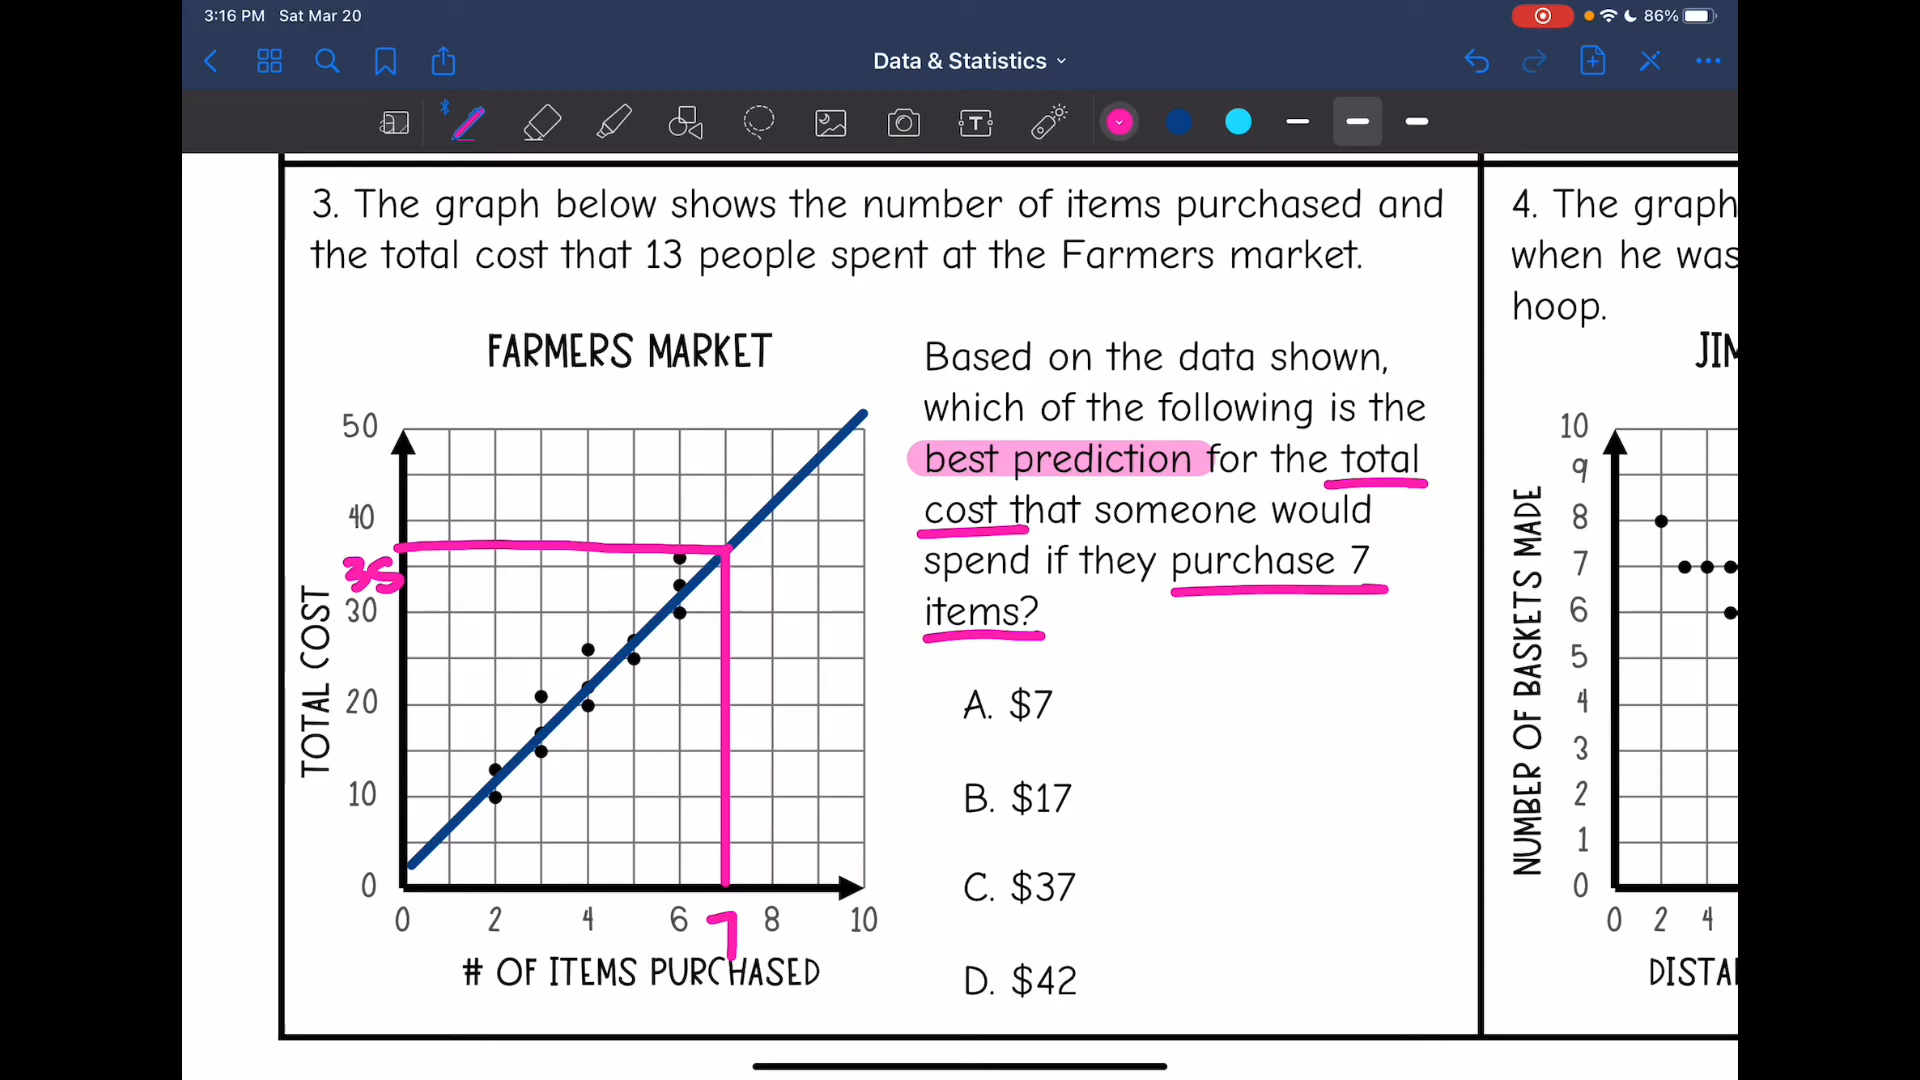 3:16 PM Sat Mar 20
86%
Data & Statistics
T
3. The graph below shows the number of items purchased and
the total cost that 13 people spent at the Farmers market.
FARMERS MARKET
50
40
35
30
20
10
0
TOTAL COST
0 2 4 6 7 8 10
# OF ITEMS PURCHASED
Based on the data shown,
which of the following is the
best prediction for the total
cost that someone would
spend if they purchase 7
items?
A. $7
B. $17
C. $37
D. $42
4. The graph
when he was
hoop.
JIM
10
9
8
7
6
5
4
3
2
1
0
NUMBER OF BASKETS MADE
0 2 4
DISTA